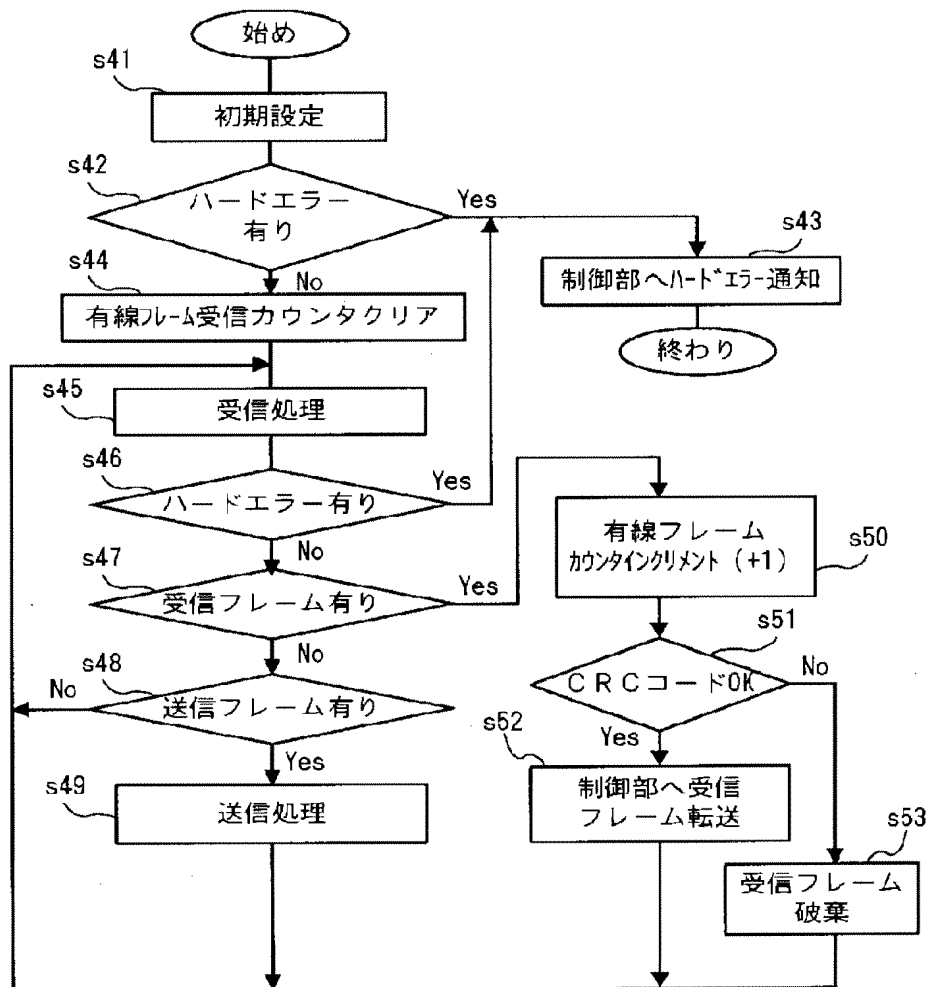 始め
s41
初期設定
s42
ハードエラー
有り
Yes
s43
制御部へハードエラー通知
終わり
s44
No
有線フレーム受信カウンタクリア
s45
受信処理
s46
ハードエラー有り
Yes
No
s47
受信フレーム有り
Yes
No
s48
No
送信フレーム有り
Yes
s49
送信処理
有線フレーム
カウンタインクリメント (+1)
s50
s51
CRCコードOK
No
Yes
s52
制御部へ受信
フレーム転送
s53
受信フレーム
破棄